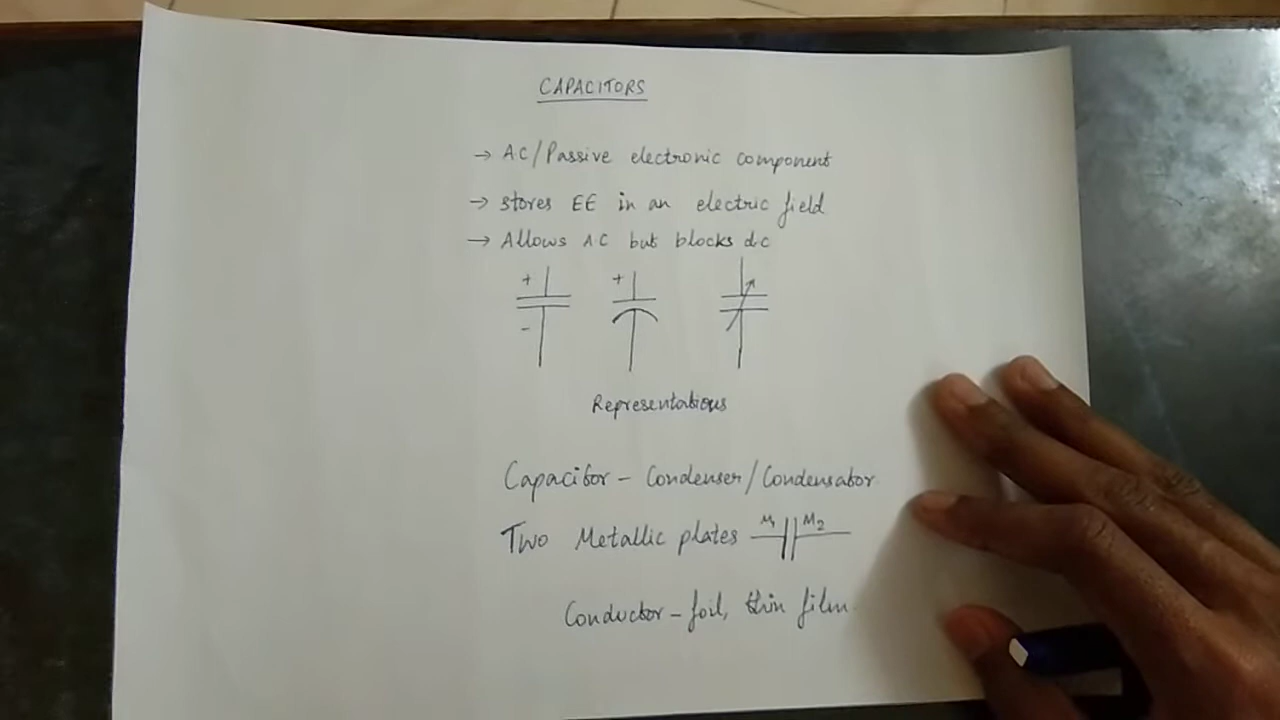 CAPACITORS
→ AC/Passive electronic component
→ stores EE in an electric field
→ Allows AC but blocks dc
+ + 
-
Representations
Capacitor - Condenser/Condensator
Two Metallic plates M1 M2
Conductor - foil, thin film